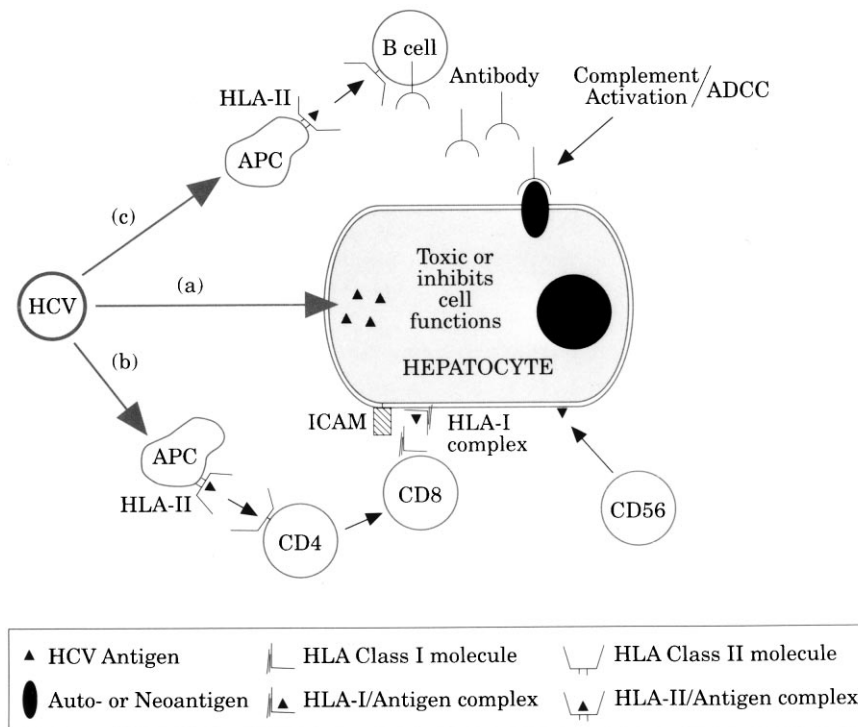 B cell
Antibody
Complement
Activation/ADCC
HLA-II
APC
(c)
HCV
(a)
Toxic or
inhibits
cell
functions
HEPATOCYTE
(b)
ICAM
HLA-I
complex
APC
HLA-II
CD4
CD8
CD56
HCV Antigen
HLA Class I molecule
HLA Class II molecule
Auto- or Neoantigen
HLA-I/Antigen complex
HLA-II/Antigen complex